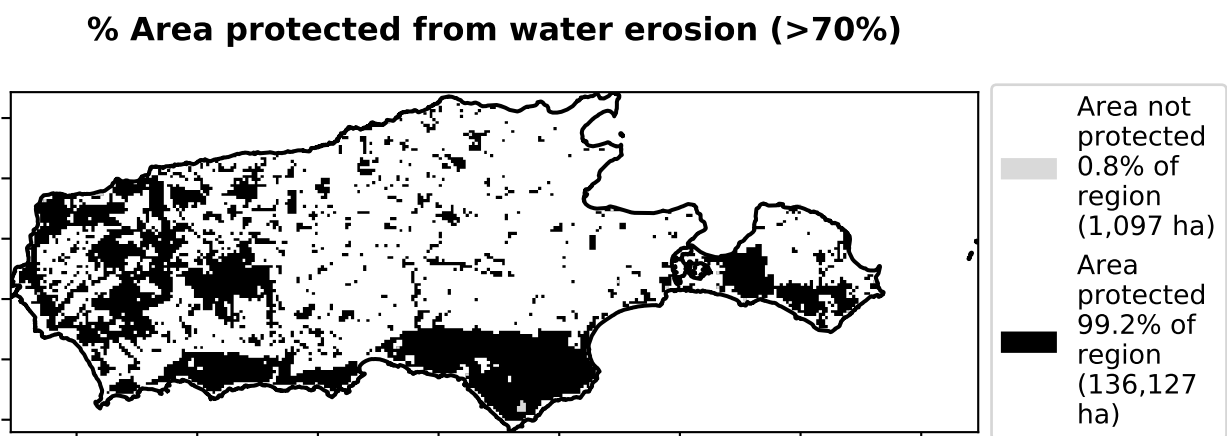 % Area protected from water erosion (>70%)
Area not
protected
0.8% of
region
(1,097 ha)
Area
protected
99.2% of
region
(136,127
ha)